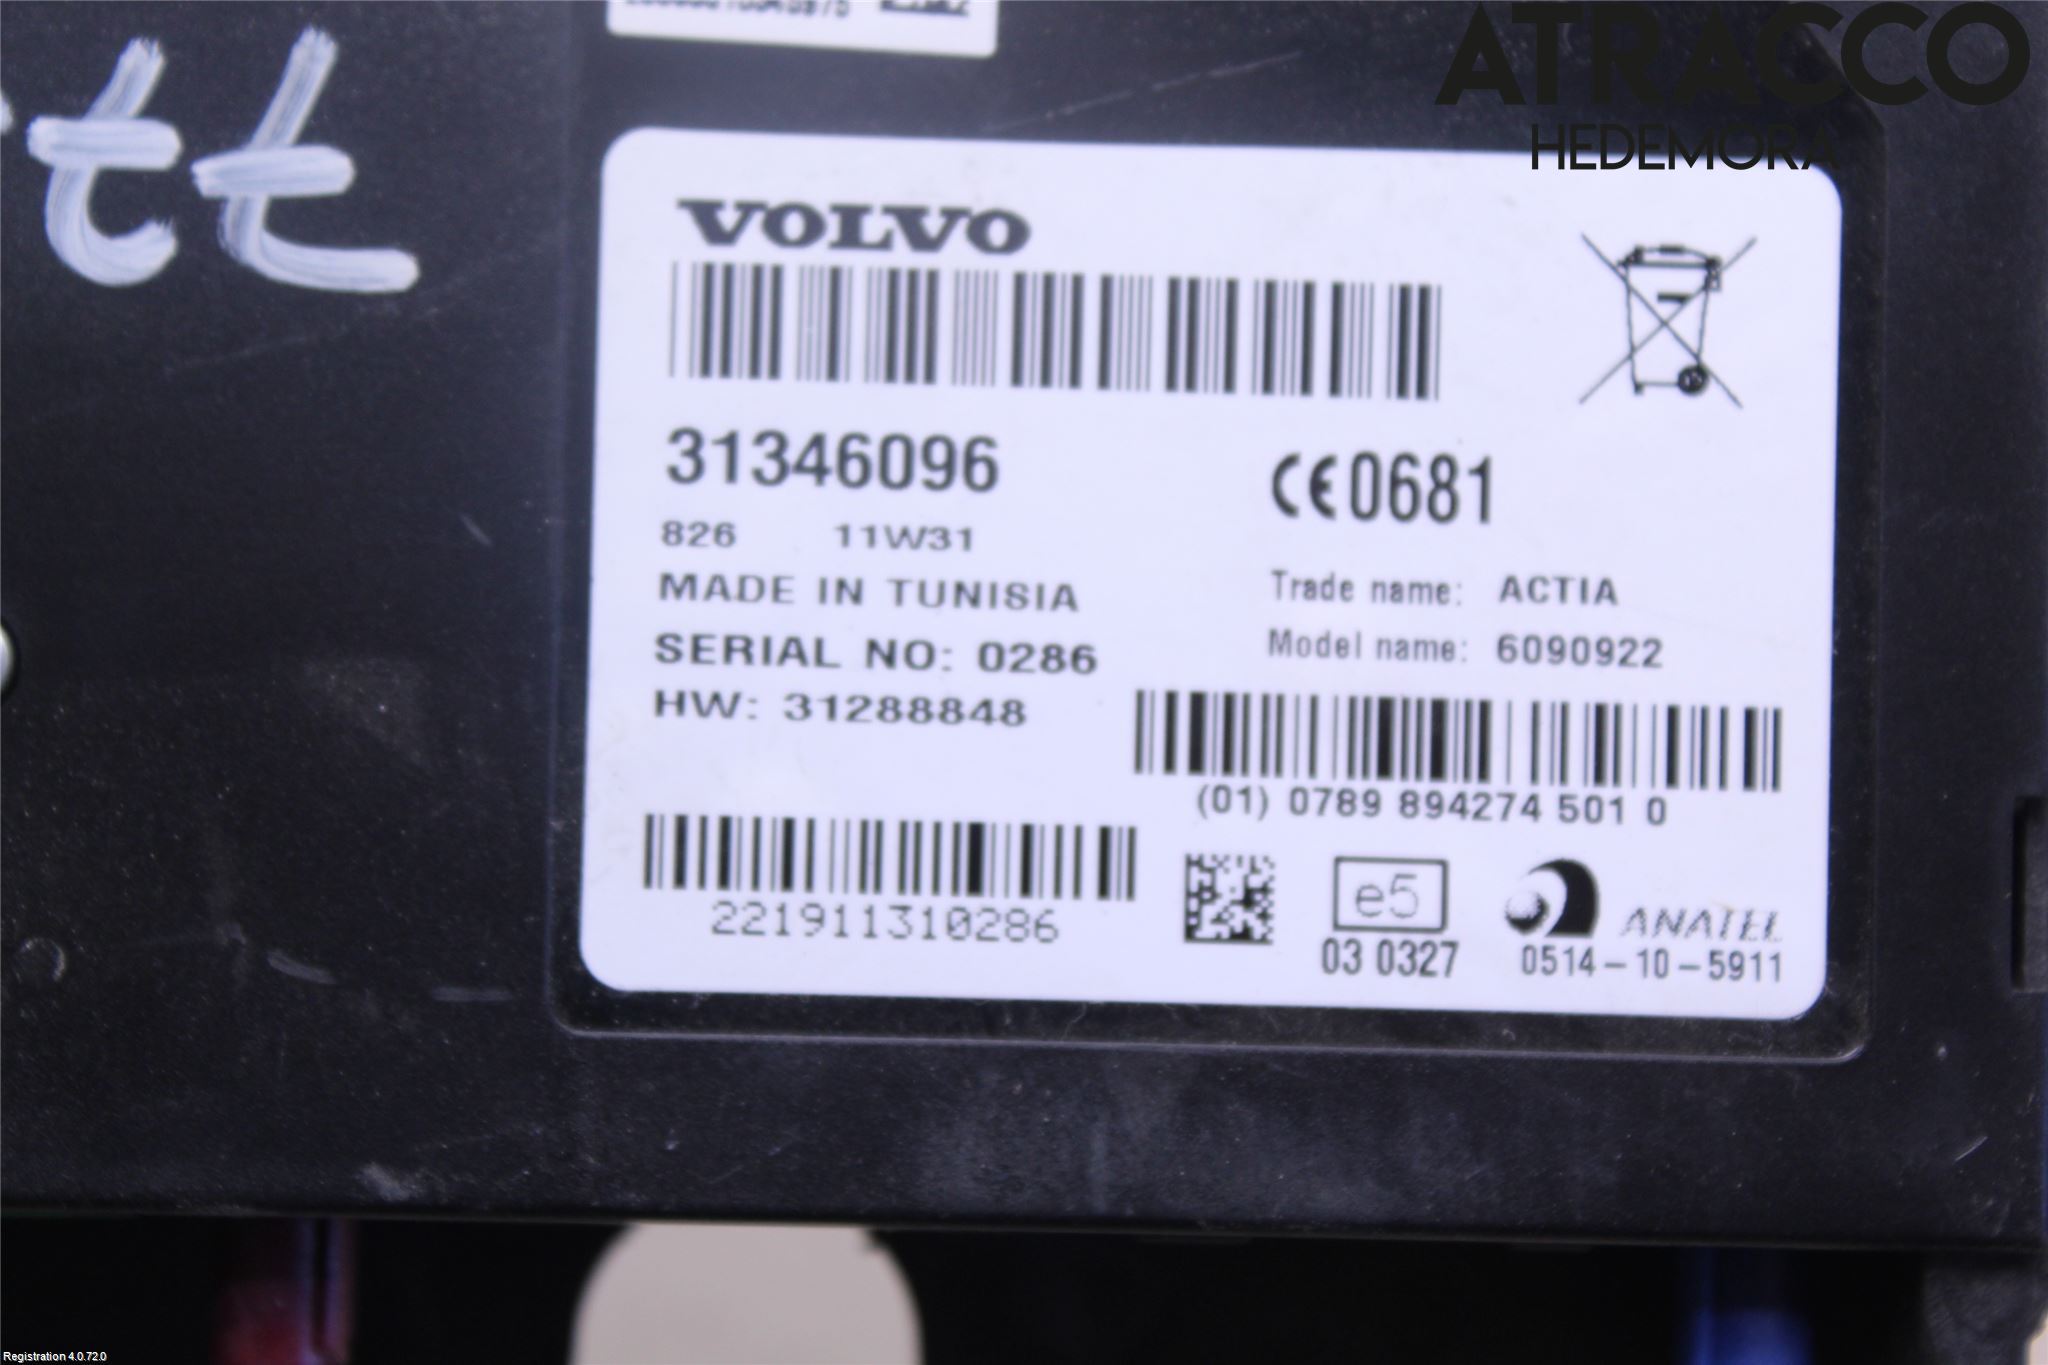 ATRACCO
HEDEMORA
tt
VOLVO
31346096
826 11W31
MADE IN TUNISIA
SERIAL NO: 0286
HW: 31288848
CE0681
Trade name: ACTIA
Model name: 6090922
(01) 0789 894274 501 0
221911310286
e5
03 0327
ANATEL
0514-10-5911
Registration 4.0.72.0